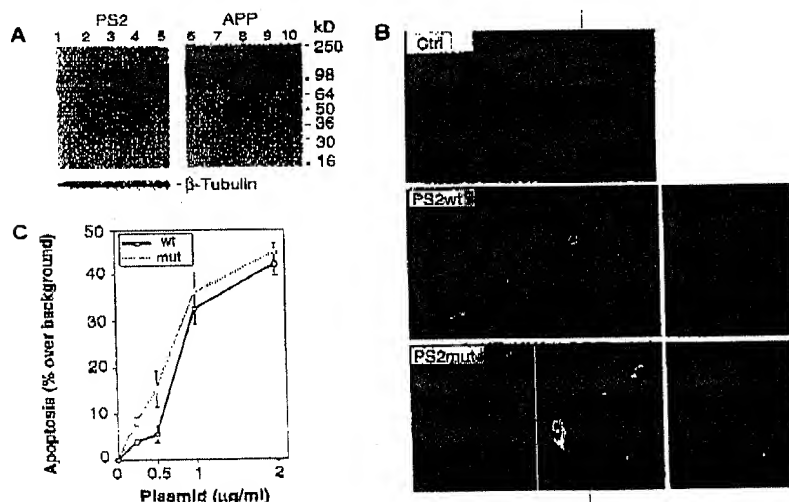 A
PS2
APP
kD
1 2 3 4 5
6 7 8 9 10
250
98
64
50
36
30
16
- β-Tubulin
B
Ctrl
PS2wt
PS2mut
C
Apoptosis (% over background)
50
40
30
20
10
0
wt
mut
0 0.5 1 2
Plasmid (µg/ml)